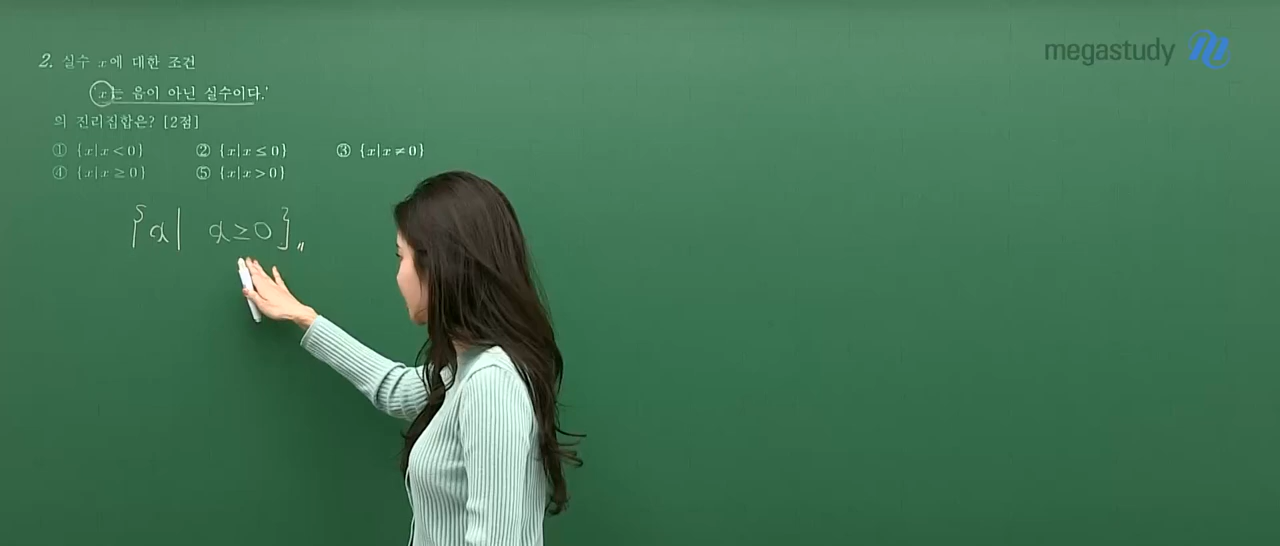 megastudy
2. 실수 x에 대한 조건
'x는 음이 아닌 실수이다.'
의 진리집합은? [2점]
① {x|x<0} ② {x|x≤0} ③ {x|x≠0}
④ {x|x≥0} ⑤ {x|x>0}
{x| x≥0}〃